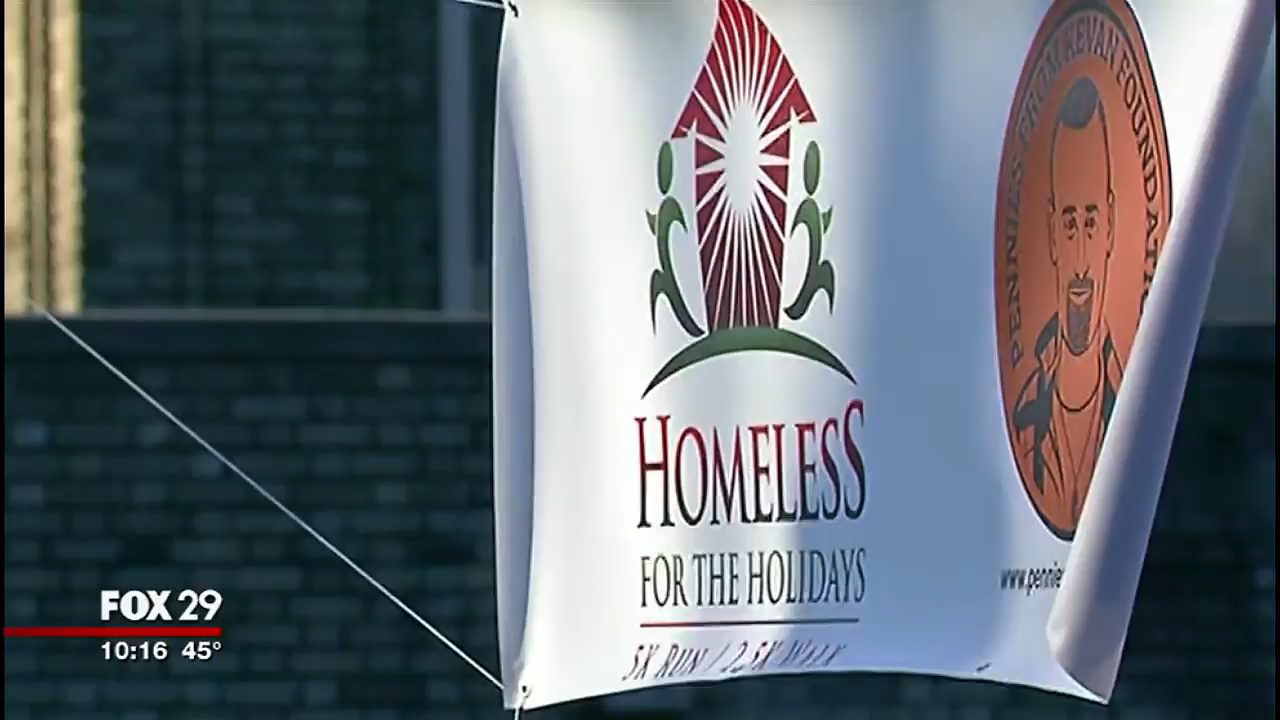 PENNIES FROM KEVAN FOUNDATIO
HOMELESS
FOR THE HOLIDAYS
www.pennie
5K RUN / 2.5K WALK
FOX 29
10:16 45°